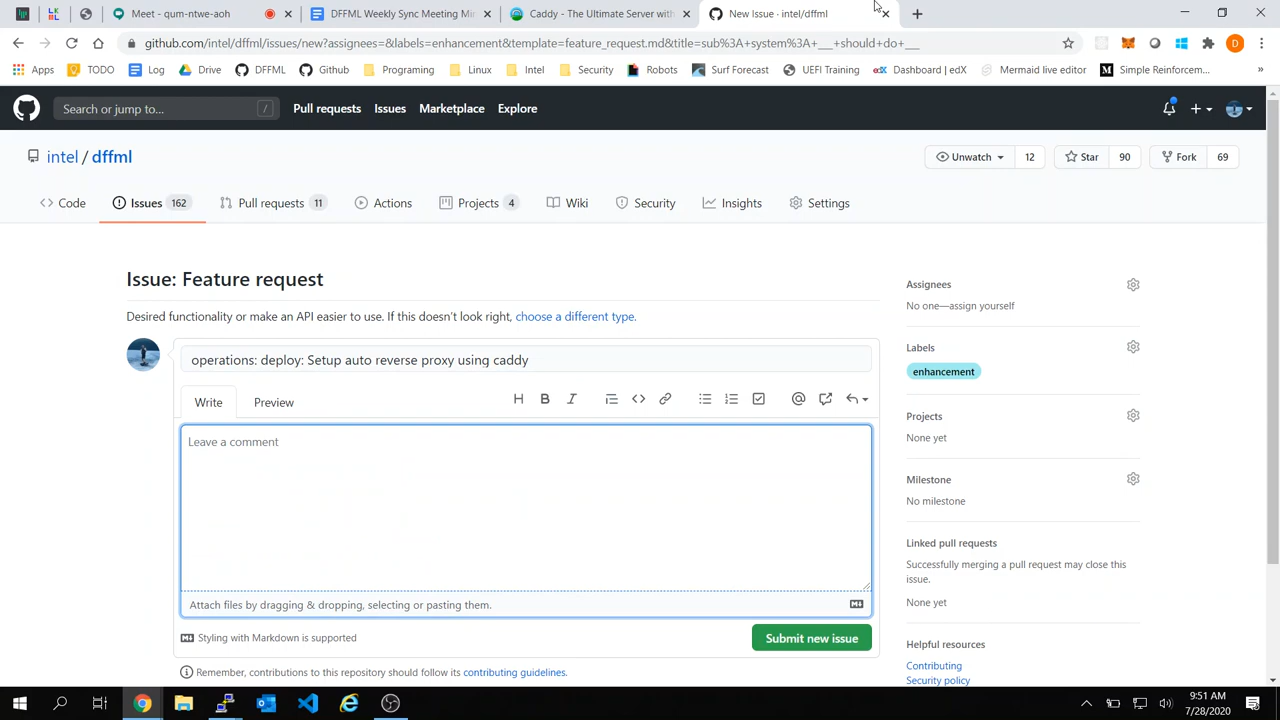 Meet - qum-ntwe-aoh
DFFML Weekly Sync Meeting Mi
Caddy - The Ultimate Server with
New Issue · intel/dffml
github.com/intel/dffml/issues/new?assignees=&labels=enhancement&template=feature_request.md&title=sub%3A+system%3A+___+should+do+___
Apps
TODO
Log
Drive
DFFML
Github
Programing
Linux
Intel
Security
Robots
Surf Forecast
UEFI Training
Dashboard | edX
Mermaid live editor
Simple Reinforcem...
Search or jump to...
/
Pull requests
Issues
Marketplace
Explore
intel / dffml
Unwatch 12
Star 90
Fork 69
Code
Issues 162
Pull requests 11
Actions
Projects 4
Wiki
Security
Insights
Settings
Issue: Feature request
Desired functionality or make an API easier to use. If this doesn't look right, choose a different type.
operations: deploy: Setup auto reverse proxy using caddy
Write
Preview
Leave a comment
Attach files by dragging & dropping, selecting or pasting them.
Styling with Markdown is supported
Submit new issue
Remember, contributions to this repository should follow its contributing guidelines.
Assignees
No one—assign yourself
Labels
enhancement
Projects
None yet
Milestone
No milestone
Linked pull requests
Successfully merging a pull request may close this
issue.
None yet
Helpful resources
Contributing
Security policy
9:51 AM
7/28/2020